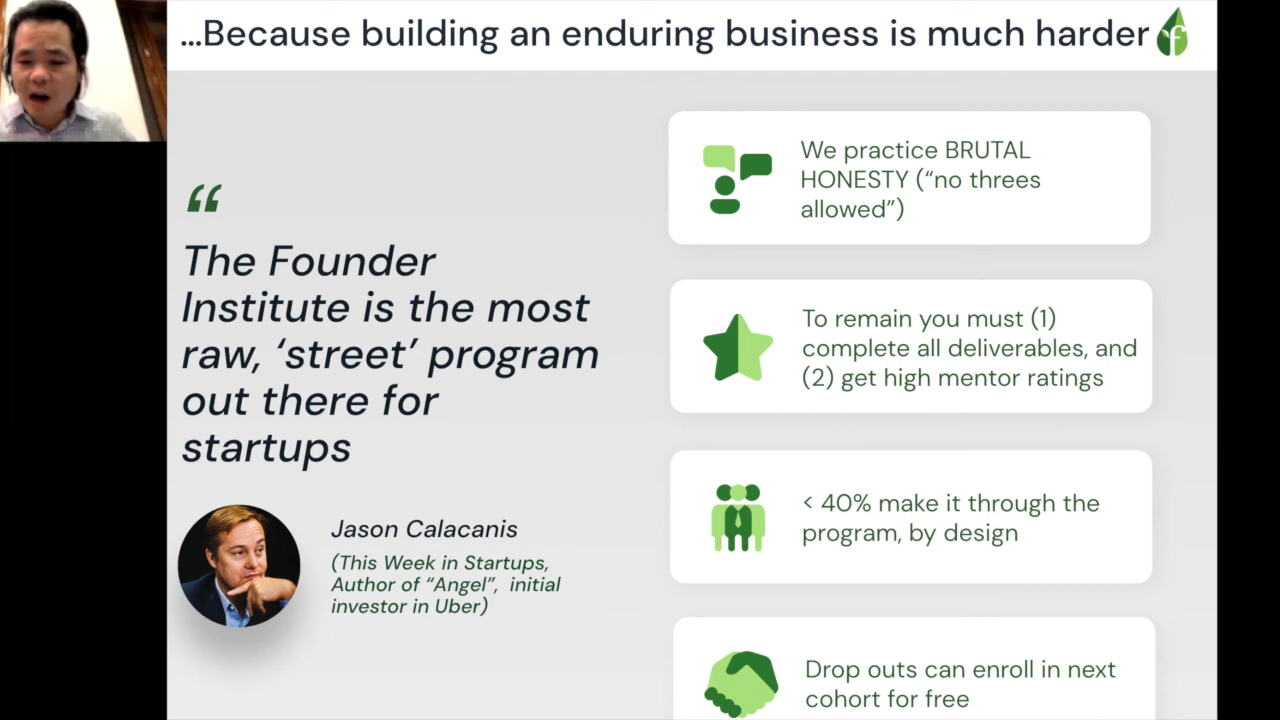 ...Because building an enduring business is much harder
f
“
The Founder
Institute is the most
raw, ‘street’ program
out there for
startups
Jason Calacanis
(This Week in Startups,
Author of “Angel”, initial
investor in Uber)
We practice BRUTAL
HONESTY (“no threes
allowed”)
To remain you must (1)
complete all deliverables, and
(2) get high mentor ratings
< 40% make it through the
program, by design
Drop outs can enroll in next
cohort for free